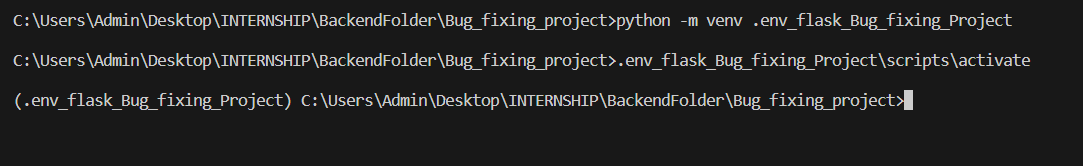 C:\Users\Admin\Desktop\INTERNSHIP\BackendFolder\Bug_fixing_project>python -m venv .env_flask_Bug_fixing_Project
C:\Users\Admin\Desktop\INTERNSHIP\BackendFolder\Bug_fixing_project>.env_flask_Bug_fixing_Project\scripts\activate
(.env_flask_Bug_fixing_Project) C:\Users\Admin\Desktop\INTERNSHIP\BackendFolder\Bug_fixing_project>